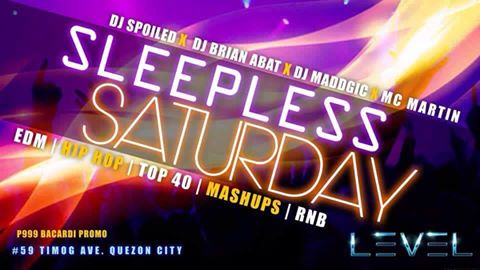 DJ SPOILED X DJ BRIAN ABAT X DJ MADDGIC X MC MARTIN
SLEEPLESS
SATURDAY
EDM | HIP HOP | TOP 40 | MASHUPS | RNB
P999 BACARDI PROMO
#59 TIMOG AVE. QUEZON CITY
LEVEL